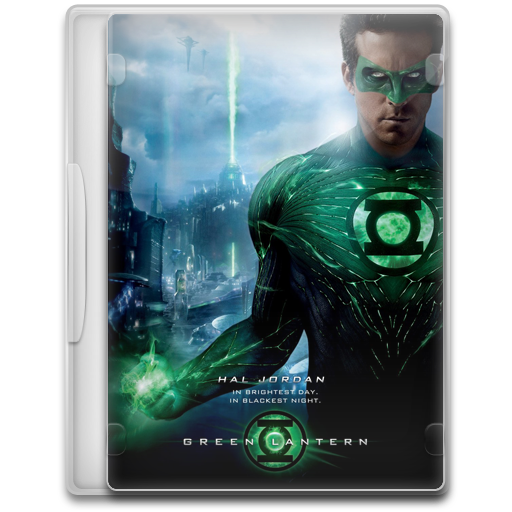 HAL JORDAN
IN BRIGHTEST DAY.
IN BLACKEST NIGHT.
GREEN LANTERN